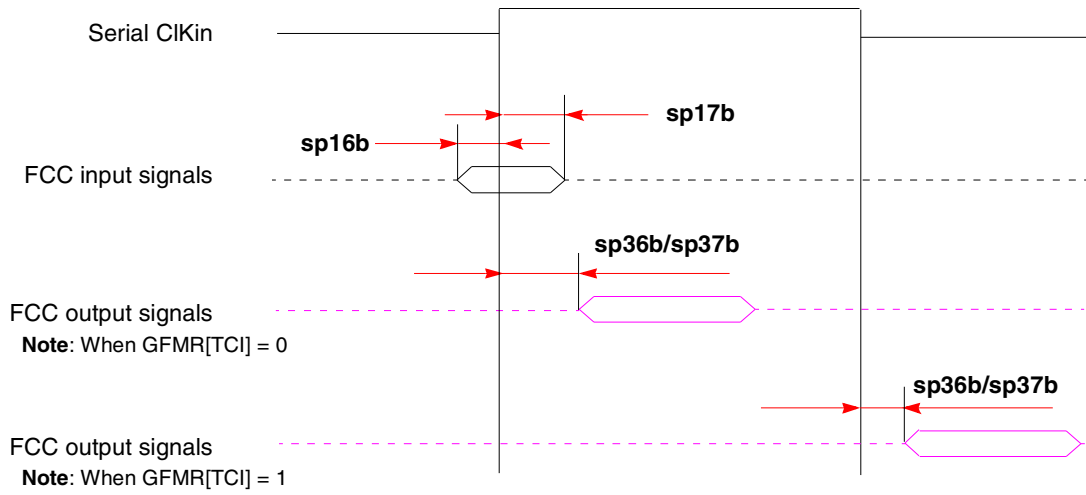 Serial ClKin
sp17b
sp16b
FCC input signals
sp36b/sp37b
FCC output signals
Note: When GFMR[TCI] = 0
sp36b/sp37b
FCC output signals
Note: When GFMR[TCI] = 1